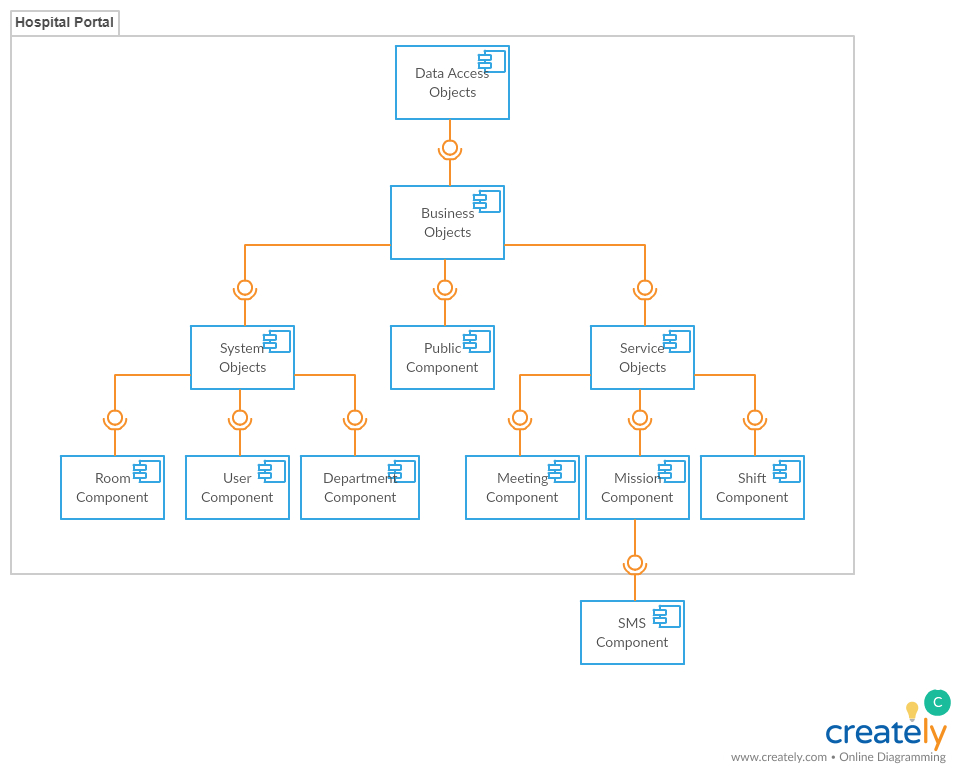 Hospital Portal
Data Access
Objects
Business
Objects
System
Objects
Public
Component
Service
Objects
Room
Component
User
Component
Department
Component
Meeting
Component
Mission
Component
Shift
Component
SMS
Component
C
creately
www.creately.com • Online Diagramming